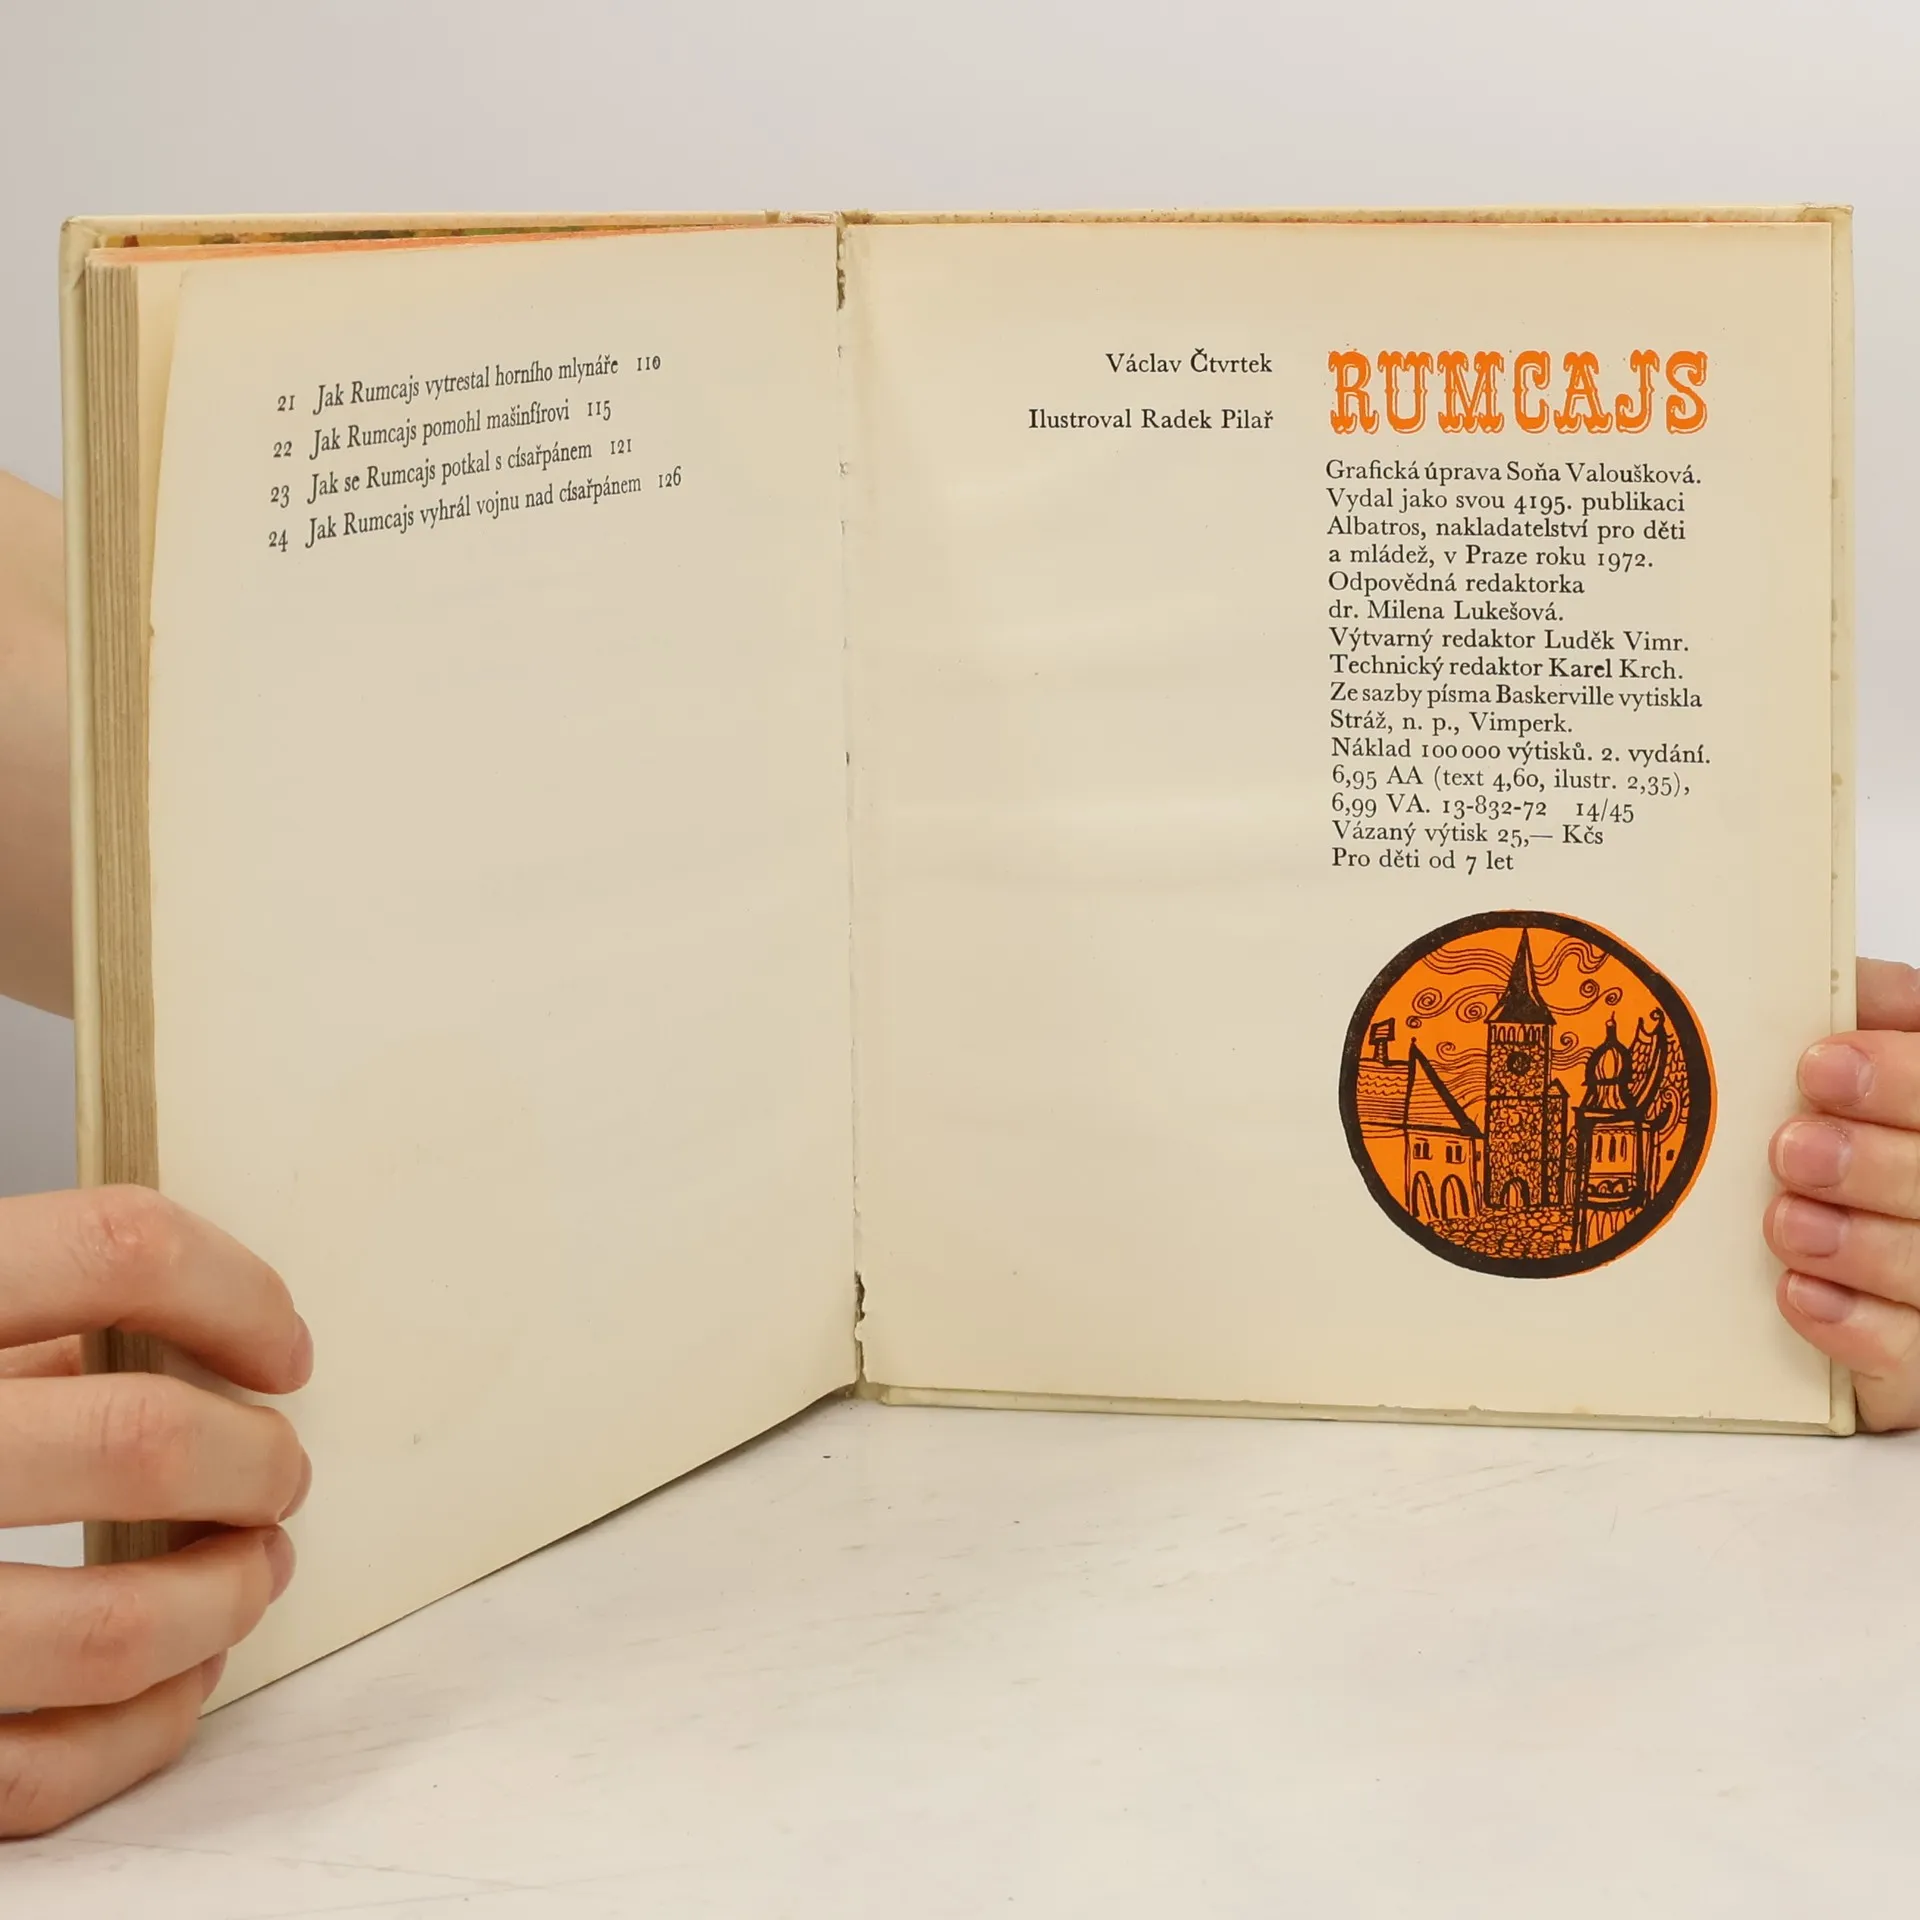 21 Jak Rumcajs vytrestal horního mlynáře 110
22 Jak Rumcajs pomohl mašinfírovi 115
23 Jak se Rumcajs potkal s císařpánem 121
24 Jak Rumcajs vyhrál vojnu nad císařpánem 126
Václav Čtvrtek
Ilustroval Radek Pilař
RUMCAJS
Grafická úprava Soňa Valoušková.
Vydal jako svou 4195. publikaci
Albatros, nakladatelství pro děti
a mládež, v Praze roku 1972.
Odpovědná redaktorka
dr. Milena Lukešová.
Výtvarný redaktor Luděk Vimr.
Technický redaktor Karel Krch.
Ze sazby písma Baskerville vytiskla
Stráž, n. p., Vimperk.
Náklad 100 000 výtisků. 2. vydání.
6,95 AA (text 4,60, ilustr. 2,35),
6,99 VA. 13-832-72 14/45
Vázaný výtisk 25,— Kčs
Pro děti od 7 let